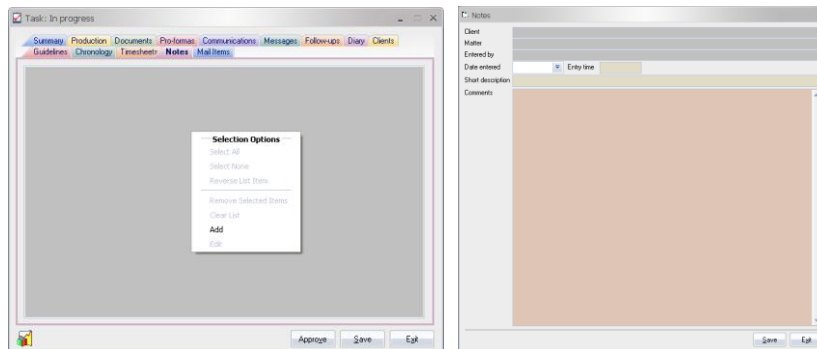 Task: In progress
Summary Production Documents Pro-formas Communications Messages Follow-ups Diary Clients
Guidelines Chronology Timesheets Notes Mail Items
Selection Options
Select All
Select None
Reverse List Item
Remove Selected Items
Clear List
Add
Edit
Approve Save Exit
Notes
Client
Matter
Entered by
Date entered Entry time
Short description
Comments
Save Exit